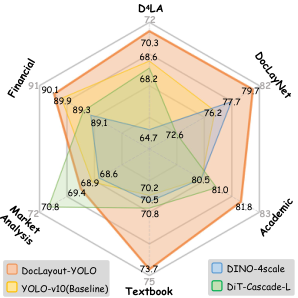 D4LA
72
70.3
68.6
68.2
Financial
DocLayNet
91
90.1
89.9
89.3
89.1
79.7
82
77.7
76.2
64.7
72.6
68.6
68.9
69.4
70.2
70.5
70.8
80.5
81.0
81.8
72
70.8
83
Market
Analysis
Academic
73.7
75
Textbook
DocLayout-YOLO
YOLO-v10(Baseline)
DINO-4scale
DiT-Cascade-L